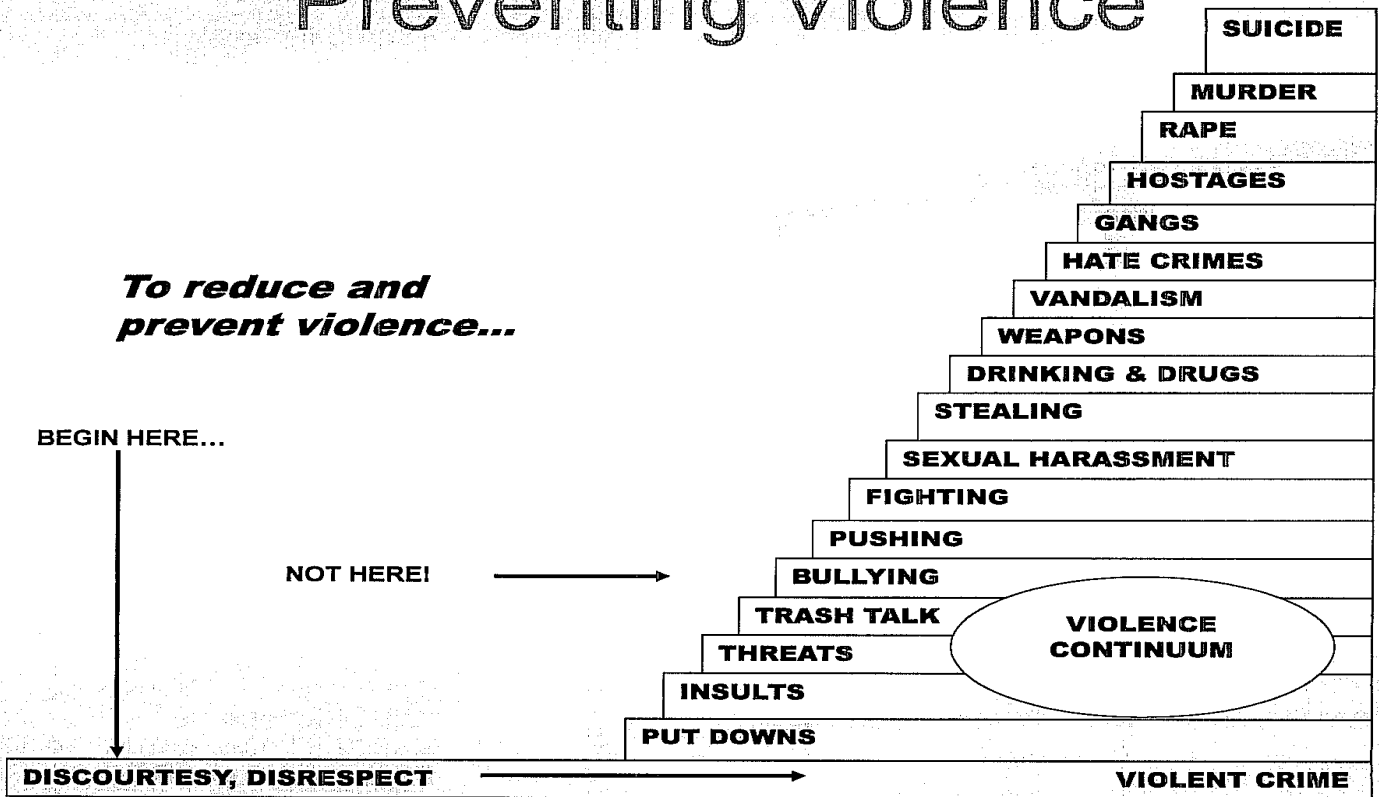 Preventing Violence
SUICIDE
MURDER
RAPE
HOSTAGES
GANGS
HATE CRIMES
VANDALISM
WEAPONS
DRINKING & DRUGS
STEALING
SEXUAL HARASSMENT
FIGHTING
PUSHING
BULLYING
TRASH TALK
THREATS
INSULTS
PUT DOWNS
To reduce and
prevent violence...
BEGIN HERE...
NOT HERE!
VIOLENCE
CONTINUUM
DISCOURTESY, DISRESPECT VIOLENT CRIME